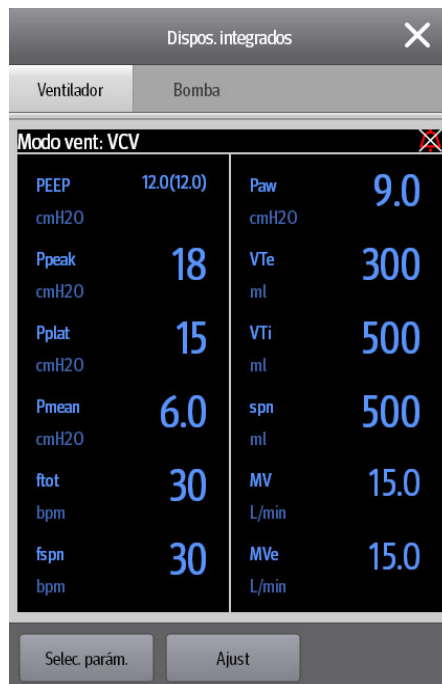 Dispos. integrados
Ventilador Bomba
Modo vent: VCV
PEEP 12.0(12.0)
cmH2O
Ppeak 18
cmH2O
Pplat 15
cmH2O
Pmean 6.0
cmH2O
ftot 30
bpm
fspn 30
bpm
Paw 9.0
cmH2O
VTe 300
ml
VTi 500
ml
spn 500
ml
MV 15.0
L/min
MVe 15.0
L/min
Selec. parám. Ajust